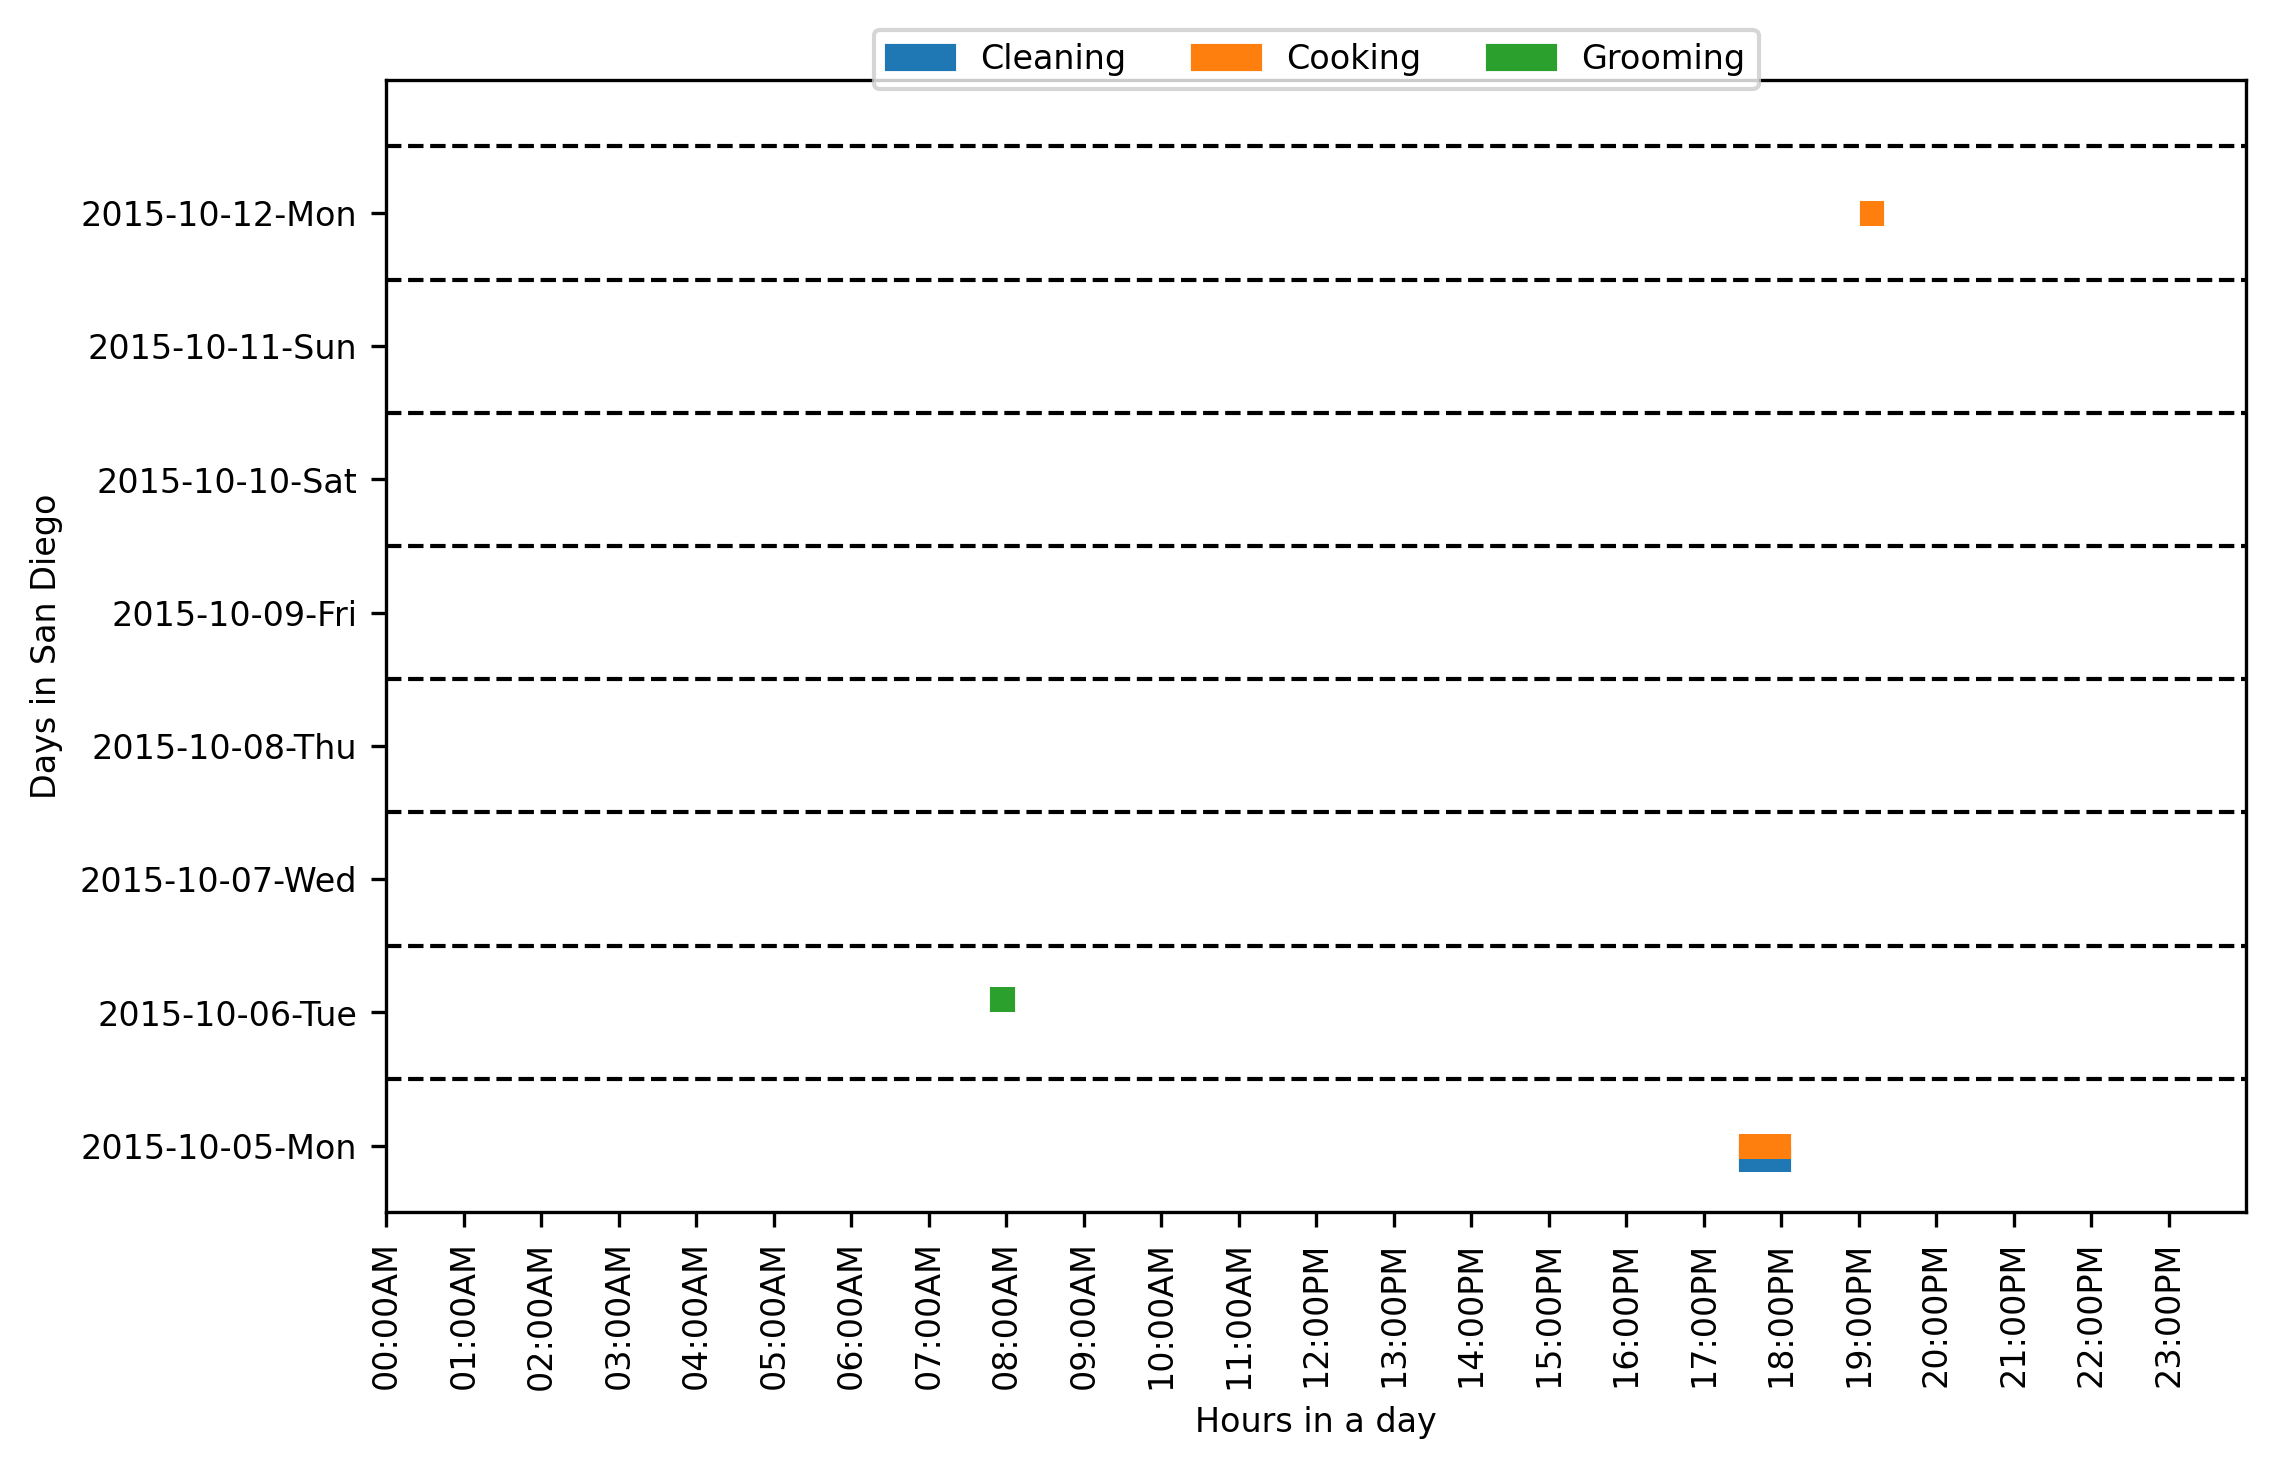 Cleaning Cooking Grooming
2015-10-12-Mon
2015-10-11-Sun
2015-10-10-Sat
2015-10-09-Fri
2015-10-08-Thu
2015-10-07-Wed
2015-10-06-Tue
2015-10-05-Mon
Days in San Diego
00:00AM
01:00AM
02:00AM
03:00AM
04:00AM
05:00AM
06:00AM
07:00AM
08:00AM
09:00AM
10:00AM
11:00AM
12:00PM
13:00PM
14:00PM
15:00PM
16:00PM
17:00PM
18:00PM
19:00PM
20:00PM
21:00PM
22:00PM
23:00PM
Hours in a day